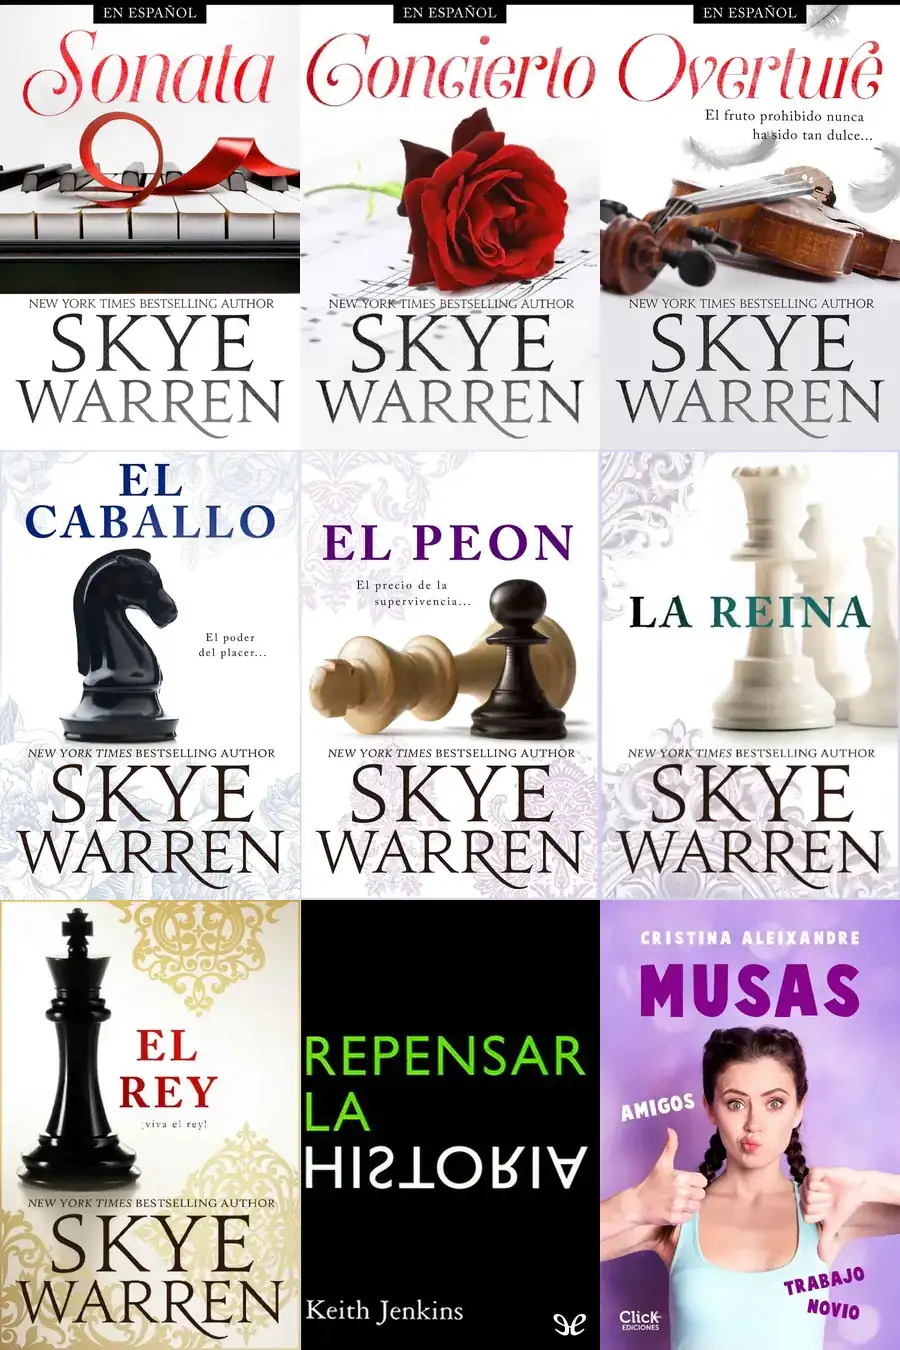 EN ESPAÑOL
Sonata
NEW YORK TIMES BESTSELLING AUTHOR
SKYE
WARREN
EN ESPAÑOL
Concierto
NEW YORK TIMES BESTSELLING AUTHOR
SKYE
WARREN
EN ESPAÑOL
Overture
El fruto prohibido nunca
ha sido tan dulce...
NEW YORK TIMES BESTSELLING AUTHOR
SKYE
WARREN
EL
CABALLO
El poder
del placer...
NEW YORK TIMES BESTSELLING AUTHOR
SKYE
WARREN
EL PEON
El precio de la
supervivencia...
NEW YORK TIMES BESTSELLING AUTHOR
SKYE
WARREN
LA REINA
NEW YORK TIMES BESTSELLING AUTHOR
SKYE
WARREN
EL
REY
¡viva el rey!
NEW YORK TIMES BESTSELLING AUTHOR
SKYE
WARREN
REPENSAR
LA
HISTORIA
Keith Jenkins
CRISTINA ALEIXANDRE
MUSAS
AMIGOS
TRABAJO
NOVIO
Click
EDICIONES